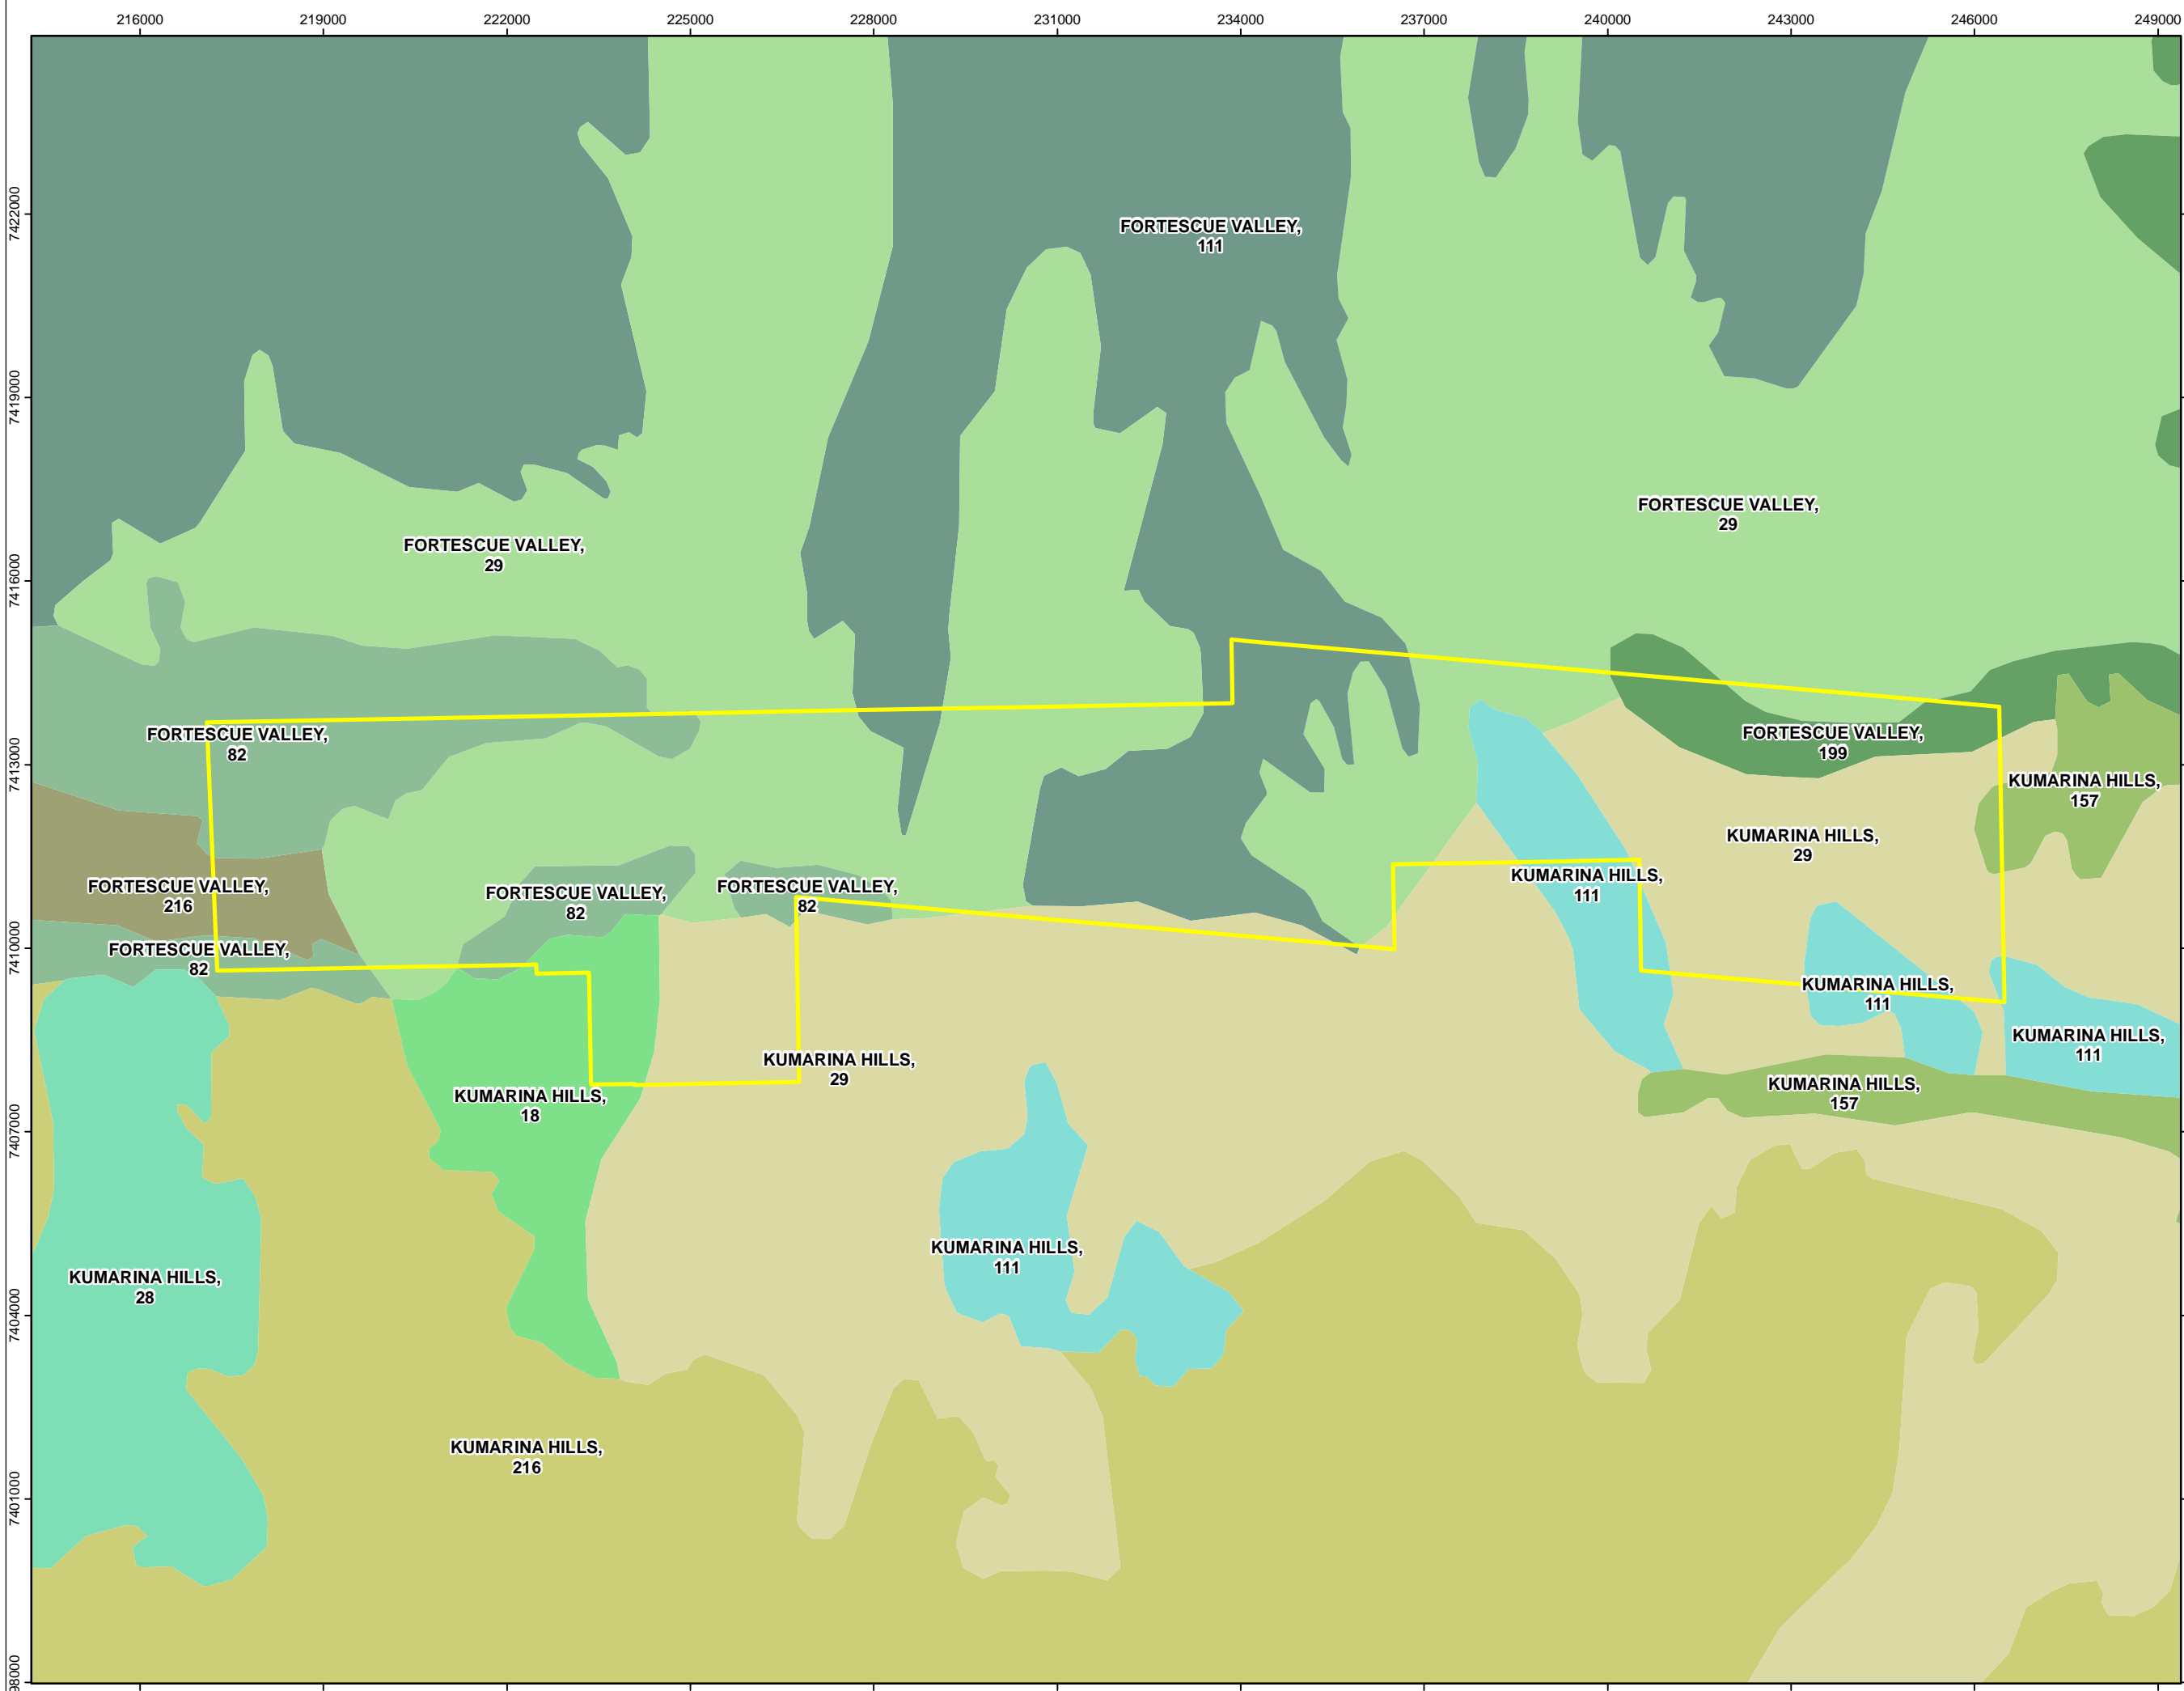 216000 219000 222000 225000 228000 231000 234000 237000 240000 243000 246000 249000
7422000
FORTESCUE VALLEY,
111
7419000
FORTESCUE VALLEY,
29
FORTESCUE VALLEY,
29
7416000
FORTESCUE VALLEY,
82
FORTESCUE VALLEY,
199
7413000
KUMARINA HILLS,
157
KUMARINA HILLS,
29
KUMARINA HILLS,
111
FORTESCUE VALLEY,
216
FORTESCUE VALLEY,
82
FORTESCUE VALLEY,
82
7410000
FORTESCUE VALLEY,
82
KUMARINA HILLS,
111
KUMARINA HILLS,
111
KUMARINA HILLS,
29
KUMARINA HILLS,
157
KUMARINA HILLS,
18
7407000
KUMARINA HILLS,
111
KUMARINA HILLS,
28
7404000
KUMARINA HILLS,
216
7401000
98000